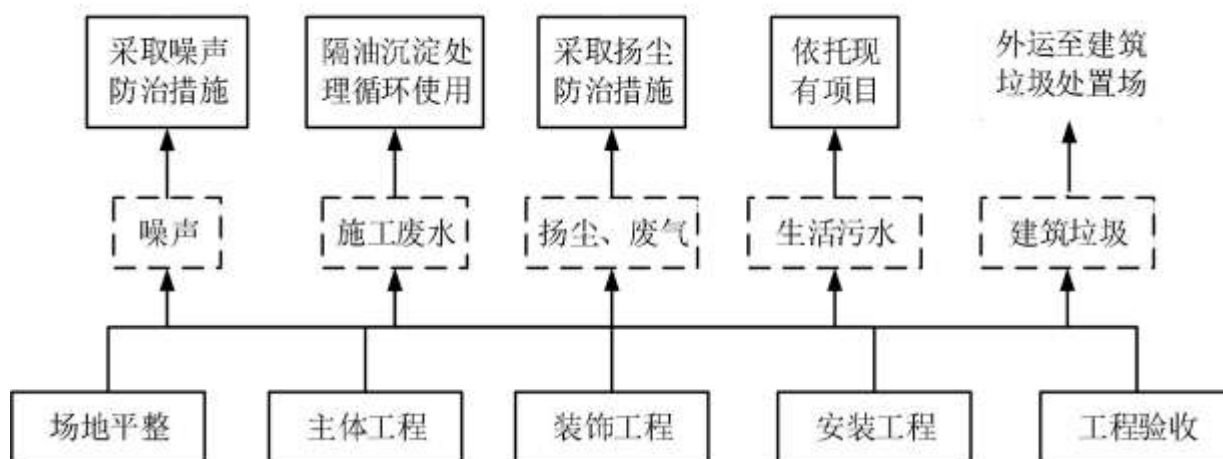 采取噪声
防治措施
隔油沉淀处
理循环使用
采取扬尘
防治措施
依托现
有项目
外运至建筑
垃圾处置场
噪声
施工废水
扬尘、废气
生活污水
建筑垃圾
场地平整
主体工程
装饰工程
安装工程
工程验收